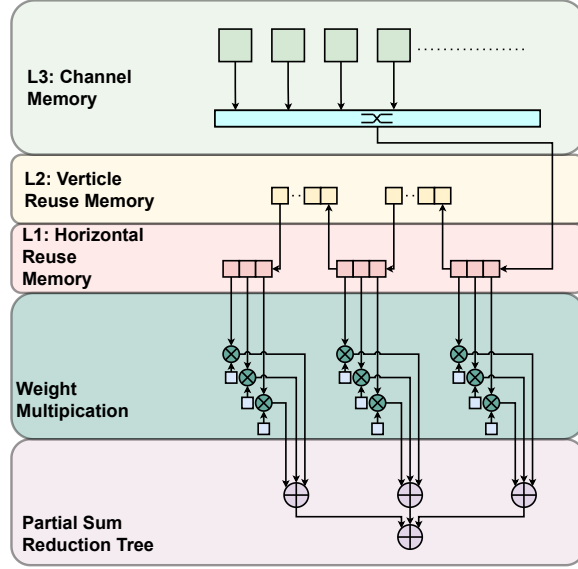 L3: Channel
Memory
L2: Verticle
Reuse Memory
L1: Horizontal
Reuse
Memory
Weight
Multipication
Partial Sum
Reduction Tree